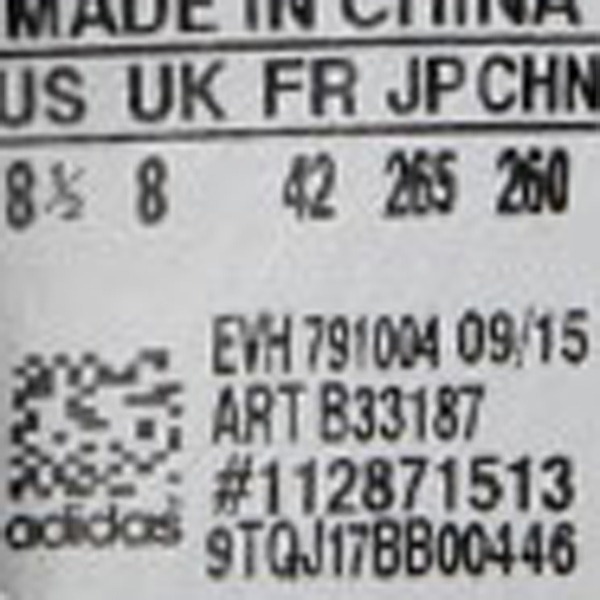 MADE IN CHINA
US UK FR JP CHN
8½ 8 42 265 260
EVH 791004 09/15
ART B33187
#112871513
adidas
9TQJ17BB00446